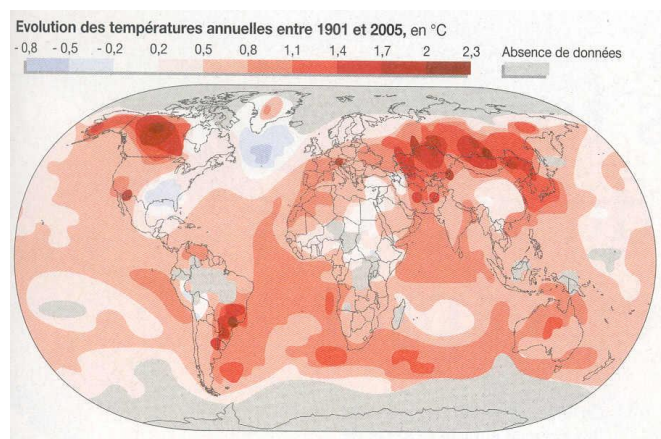 Evolution des températures annuelles entre 1901 et 2005, en °C
- 0,8 - 0,5 -0,2 0,2 0,5 0,8 1,1 1,4 1,7 2 2,3 Absence de données